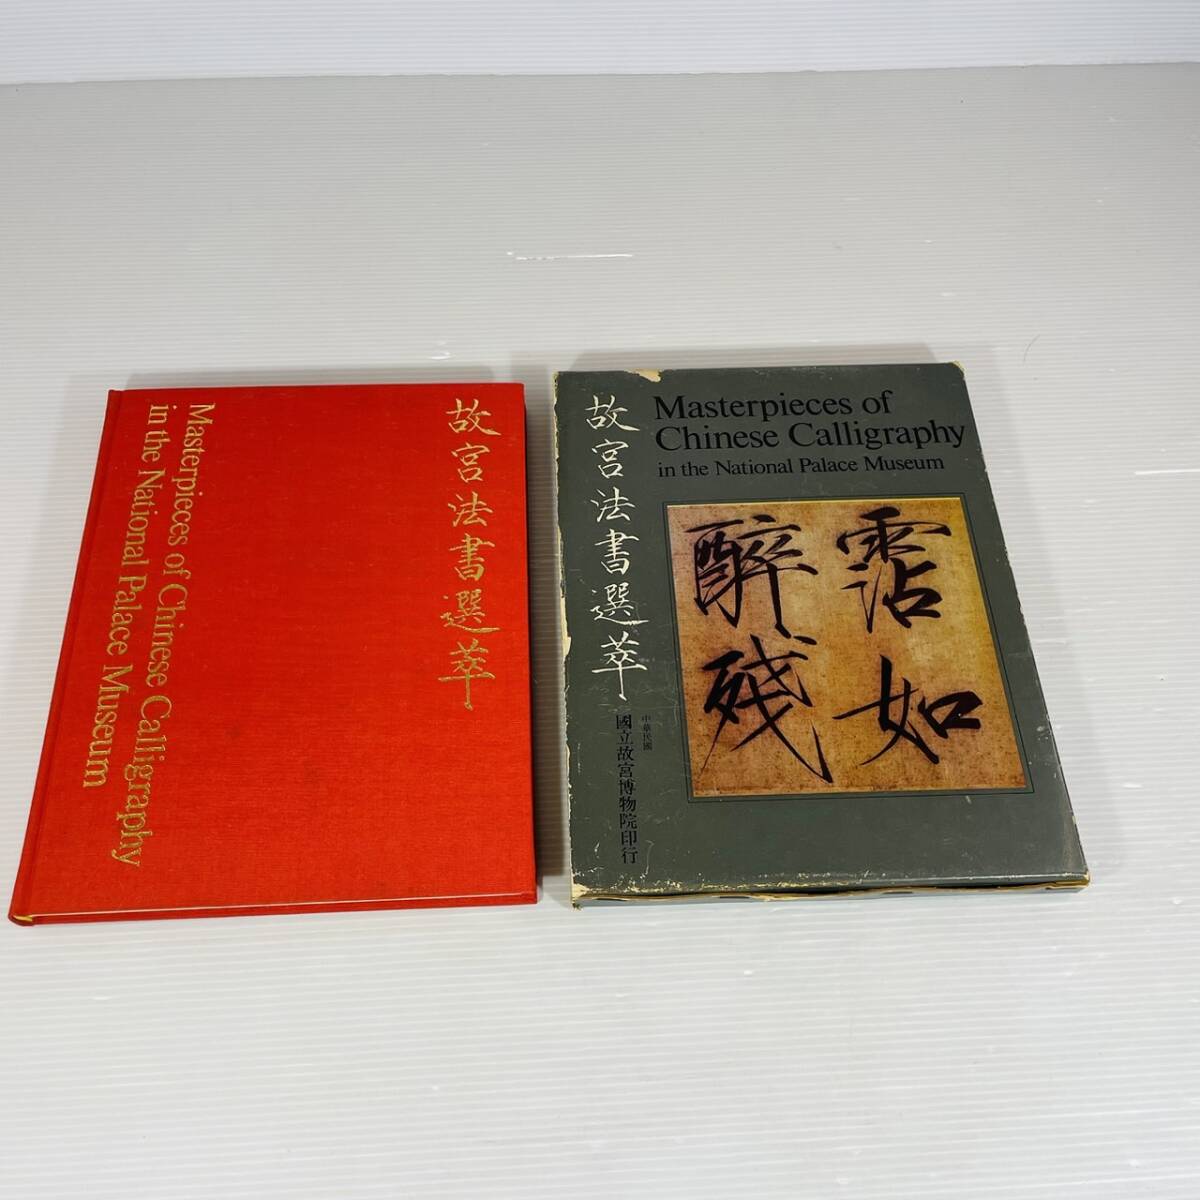 故宮法書選萃
Masterpieces of Chinese Calligraphy
in the National Palace Museum
故宮法書選萃
Masterpieces of
Chinese Calligraphy
in the National Palace Museum
霑如
醉殘
中華民國
國立故宮博物院印行